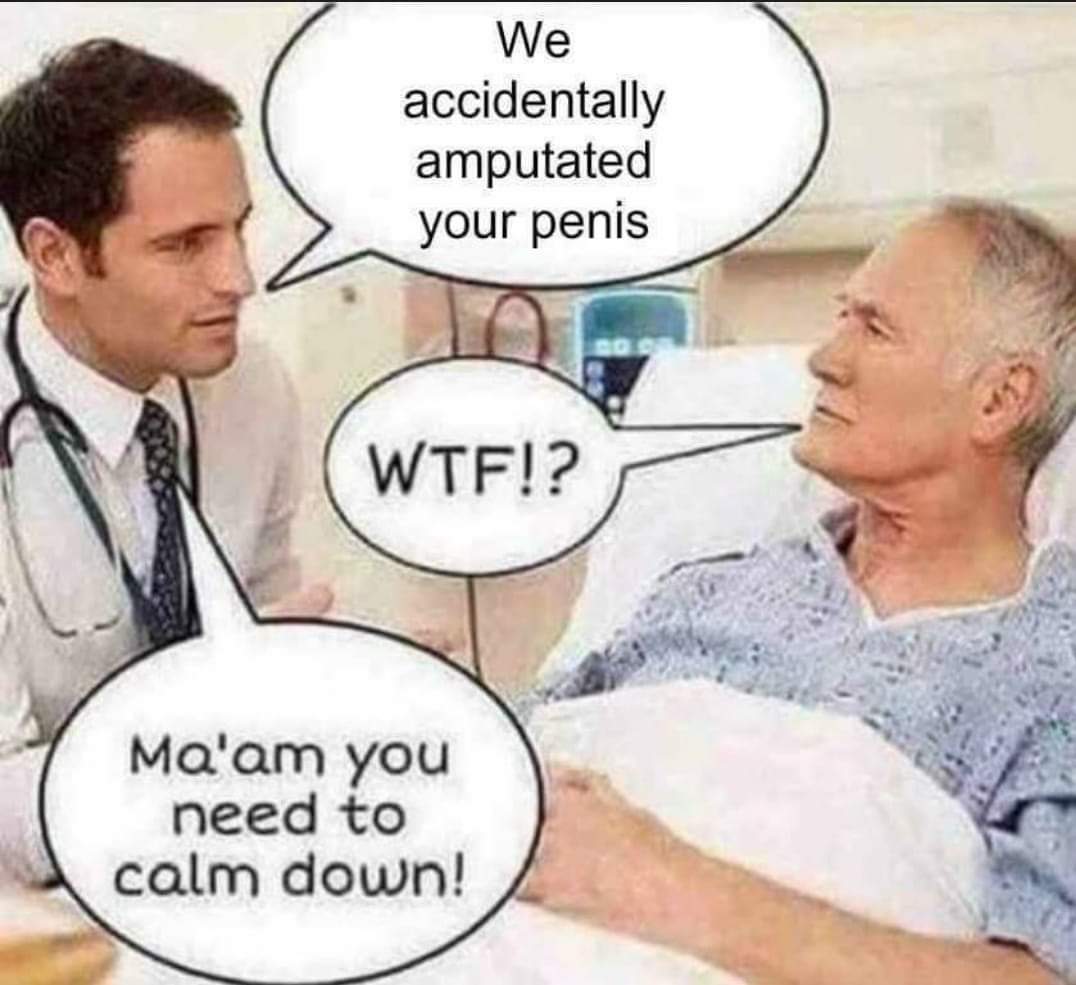 We
accidentally
amputated
your penis
WTF!?
Ma'am you
need to
calm down!